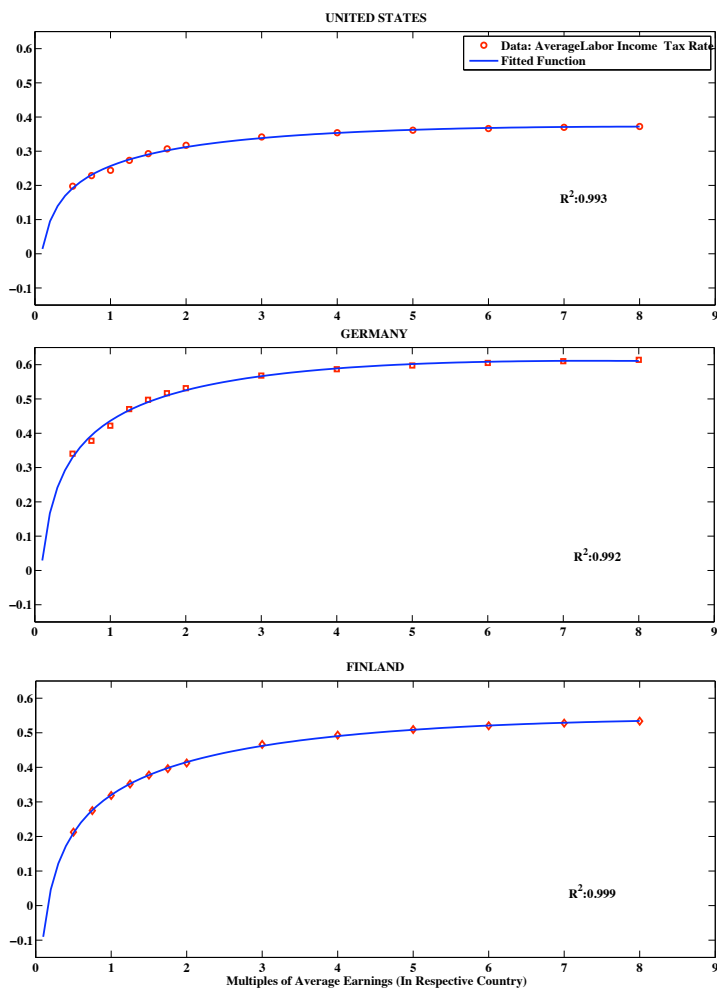 UNITED STATES
0.6
0.5
0.4
0.3
0.2
0.1
0
−0.1
Data: AverageLabor Income Tax Rate
Fitted Function
R2:0.993
0 1 2 3 4 5 6 7 8 9
GERMANY
0.6
0.5
0.4
0.3
0.2
0.1
0
−0.1
R2:0.992
0 1 2 3 4 5 6 7 8 9
FINLAND
0.6
0.5
0.4
0.3
0.2
0.1
0
−0.1
R2:0.999
0 1 2 3 4 5 6 7 8 9
Multiples of Average Earnings (In Respective Country)